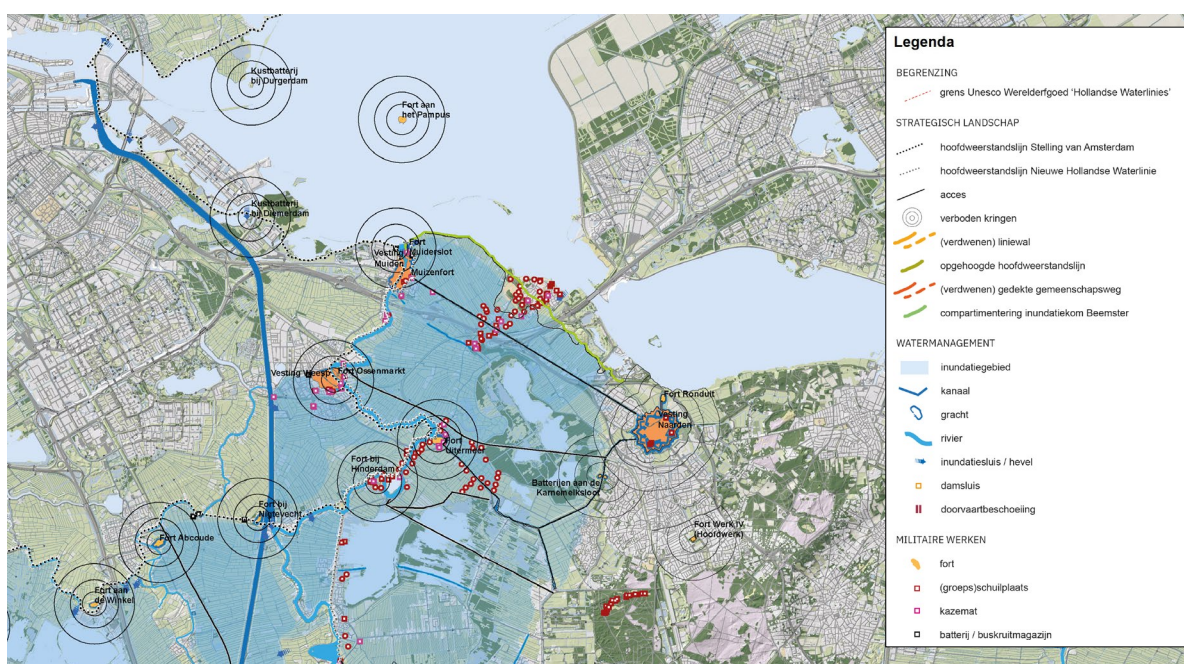 Kustbatterij
bij Durgerdam
Fort aan
het Pampus
Kustbatterij
bij Diemerdam
Fort
Muiderslot
Vesting
Muiden
Muizenfort
Vesting Weesp
Fort Ossenmarkt
Fort Ronduit
Vesting
Naarden
Fort
Uitermeer
Fort bij
Hinderdam
Batterijen aan de
Karnemelksloot
Fort bij
Nigtevecht
Fort Abcoude
Fort Werk IV
(Hoofdwerk)
Fort aan
de Winkel
Legenda
BEGRENZING
grens Unesco Werelderfgoed ‘Hollandse Waterlinies’
STRATEGISCH LANDSCHAP
hoofdweerstandslijn Stelling van Amsterdam
hoofdweerstandslijn Nieuwe Hollandse Waterlinie
acces
verboden kringen
(verdwenen) liniewal
opgehoogde hoofdweerstandslijn
(verdwenen) gedekte gemeenschapsweg
compartimentering inundatiekom Beemster
WATERMANAGEMENT
inundatiegebied
kanaal
gracht
rivier
inundatiesluis / hevel
damsluis
doorvaartbeschoeiing
MILITAIRE WERKEN
fort
(groeps)schuilplaats
kazemat
batterij / buskruitmagazijn